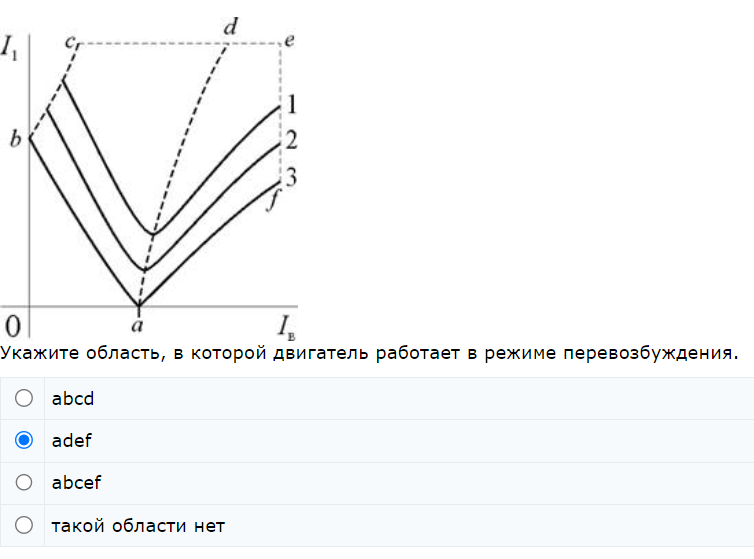 d
I₁ c e
1
b 2
3
f
0 a Iв
Укажите область, в которой двигатель работает в режиме перевозбуждения.
abcd
adef
abcef
такой области нет